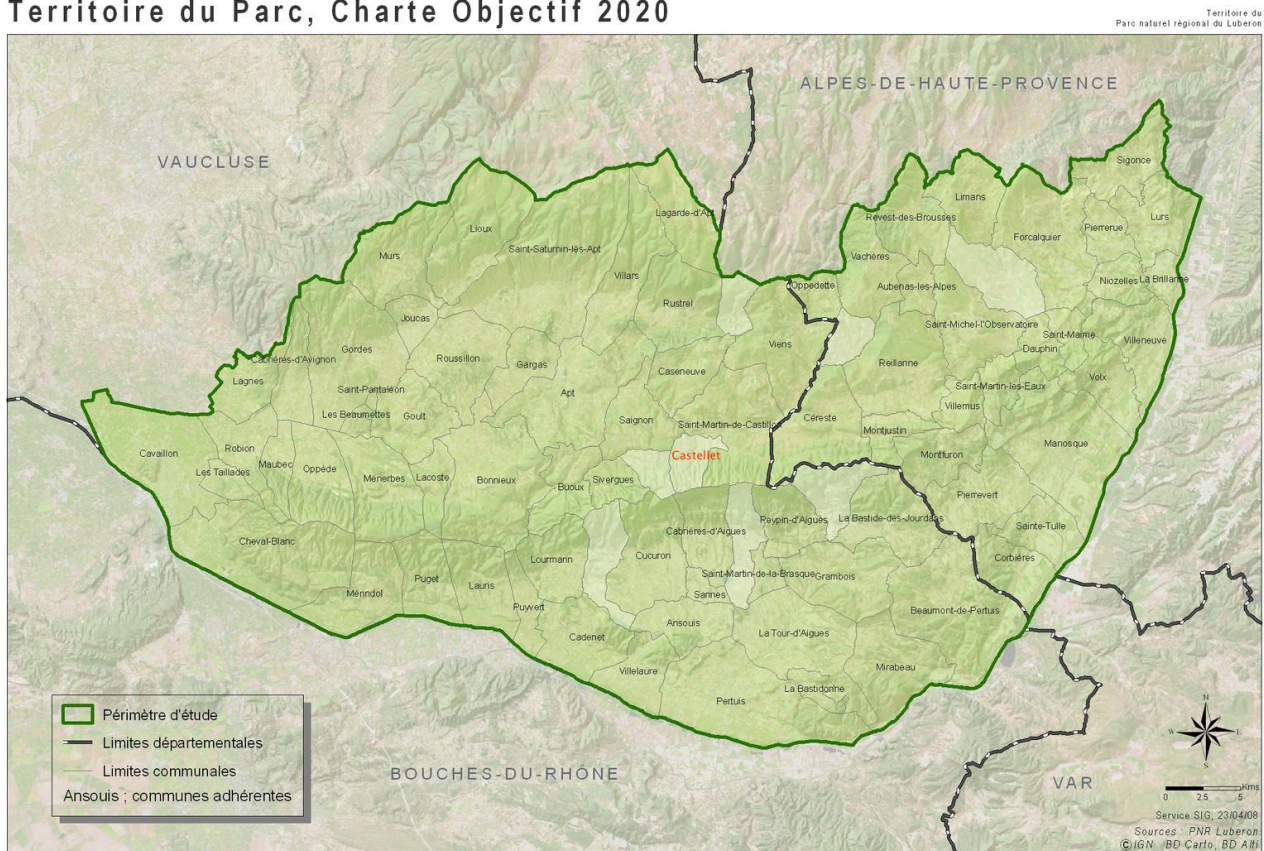 Territoire du Parc, Charte Objectif 2020
Territoire du
Parc naturel régional du Luberon
ALPES-DE-HAUTE-PROVENCE
VAUCLUSE
Sigonce
Limans
Lagarde-d'Apt
Revest-des-Brousses
Lurs
Lioux
Pierrerue
Forcalquier
Saint-Saturnin-lès-Apt
Murs
Vachères
Villars
Niozelles
La Brillanne
Oppedette
Aubenas-les-Alpes
Rustrel
Joucas
Saint-Michel-l'Observatoire
Saint-Maime
Villeneuve
Viens
Gordes
Dauphin
Cabrières-d'Avignon
Roussillon
Gargas
Reillanne
Caseneuve
Volx
Lagnes
Saint-Pantaléon
Apt
Saint-Martin-les-Eaux
Villemus
Les Beaumettes
Goult
Saignon
Saint-Martin-de-Castillon
Céreste
Montjustin
Manosque
Robion
Cavaillon
Castellet
Montfuron
Maubec
Les Taillades
Oppède
Ménerbes
Lacoste
Bonnieux
Sivergues
Buoux
Pierrevert
Reypin-d'Aigues
La Bastide-des-Jourdans
Sainte-Tulle
Cabrières-d'Aigues
Cheval-Blanc
Cucuron
Lourmarin
Corbières
Saint-Martin-de-la-Brasque
Grambois
Puget
Lauris
Mérindol
Sannes
Puyvert
Beaumont-de-Pertuis
Ansouis
La Tour-d'Aigues
Cadenet
Villelaure
Mirabeau
La Bastidonne
Pertuis
BOUCHES-DU-RHÔNE
VAR
Périmètre d'étude
Limites départementales
Limites communales
Ansouis ; communes adhérentes
N
W
E
S
Kms
0 2.5 5
Service SIG, 23/04/08
Sources : PNR Luberon
© IGN : BD Carto, BD Alti